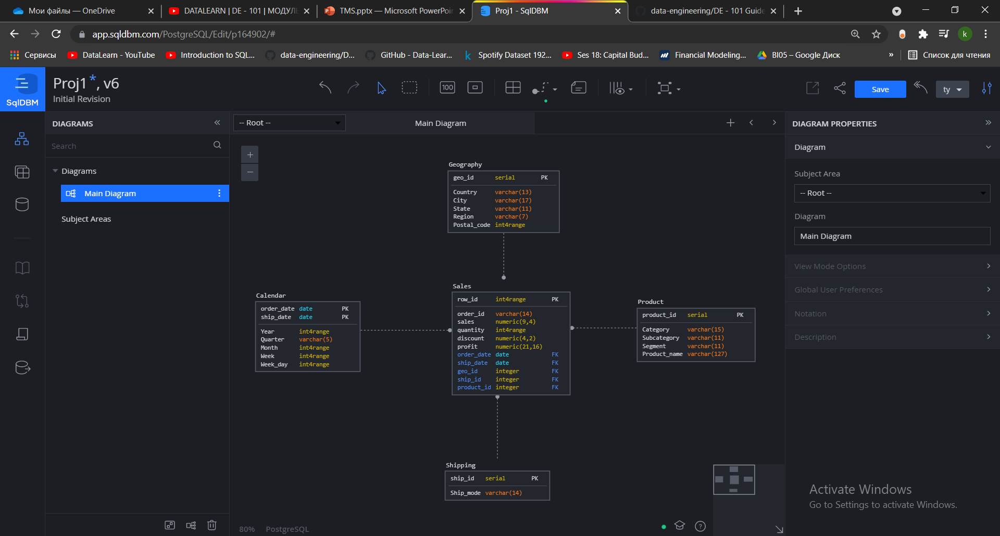 Мои файлы — OneDrive
DATALEARN | DE - 101 | МОДУЛЬ
TMS.pptx — Microsoft PowerPoin
Proj1 - SqlDBM
data-engineering/DE - 101 Guide
app.sqldbm.com/PostgreSQL/Edit/p164902/#
k
Сервисы
DataLearn - YouTube
Introduction to SQL...
data-engineering/D...
GitHub - Data-Lear...
Spotify Dataset 192...
Ses 18: Capital Bud...
Financial Modeling...
BI05 – Google Диск
»
Список для чтения
SqlDBM
Proj1*, v6
Initial Revision
100
Save
ty
DIAGRAMS
-- Root --
Main Diagram
DIAGRAM PROPERTIES
Search
Diagrams
Main Diagram
Subject Areas
Diagram
Subject Area
-- Root --
Diagram
Main Diagram
View Mode Options
Global User Preferences
Notation
Description
Geography
geo_id serial PK
Country varchar(13)
City varchar(17)
State varchar(11)
Region varchar(7)
Postal_code int4range
Calendar
order_date date PK
ship_date date PK
Year int4range
Quarter varchar(5)
Month int4range
Week int4range
Week_day int4range
Sales
row_id int4range PK
order_id varchar(14)
sales numeric(9,4)
quantity int4range
discount numeric(4,2)
profit numeric(21,16)
order_date date FK
ship_date date FK
geo_id integer FK
ship_id integer FK
product_id integer FK
Product
product_id serial PK
Category varchar(15)
Subcategory varchar(11)
Segment varchar(11)
Product_name varchar(127)
Shipping
ship_id serial PK
Ship_mode varchar(14)
80% PostgreSQL
Activate Windows
Go to Settings to activate Windows.